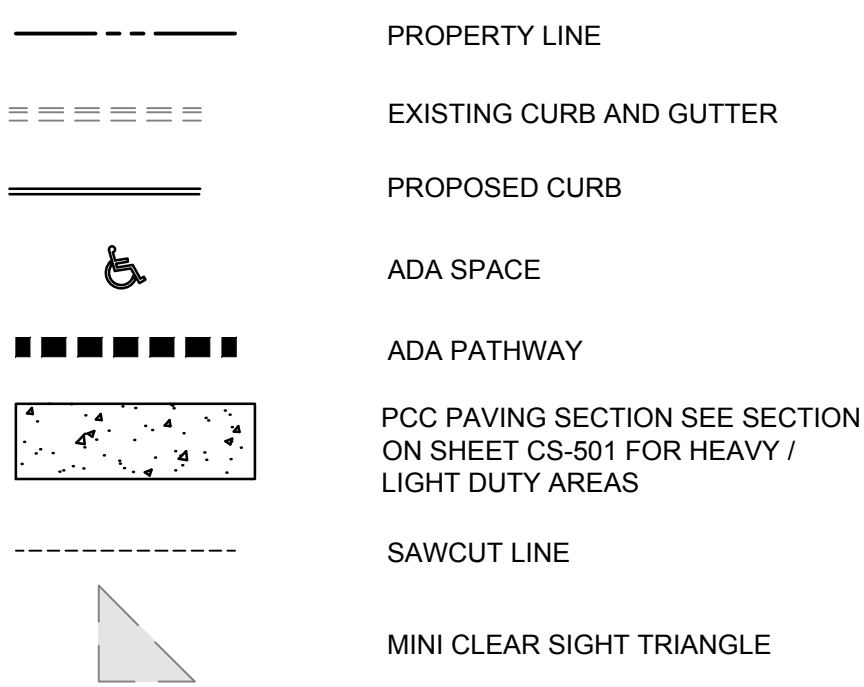 PROPERTY LINE
EXISTING CURB AND GUTTER
PROPOSED CURB
ADA SPACE
ADA PATHWAY
PCC PAVING SECTION SEE SECTION
ON SHEET CS-501 FOR HEAVY /
LIGHT DUTY AREAS
SAWCUT LINE
MINI CLEAR SIGHT TRIANGLE